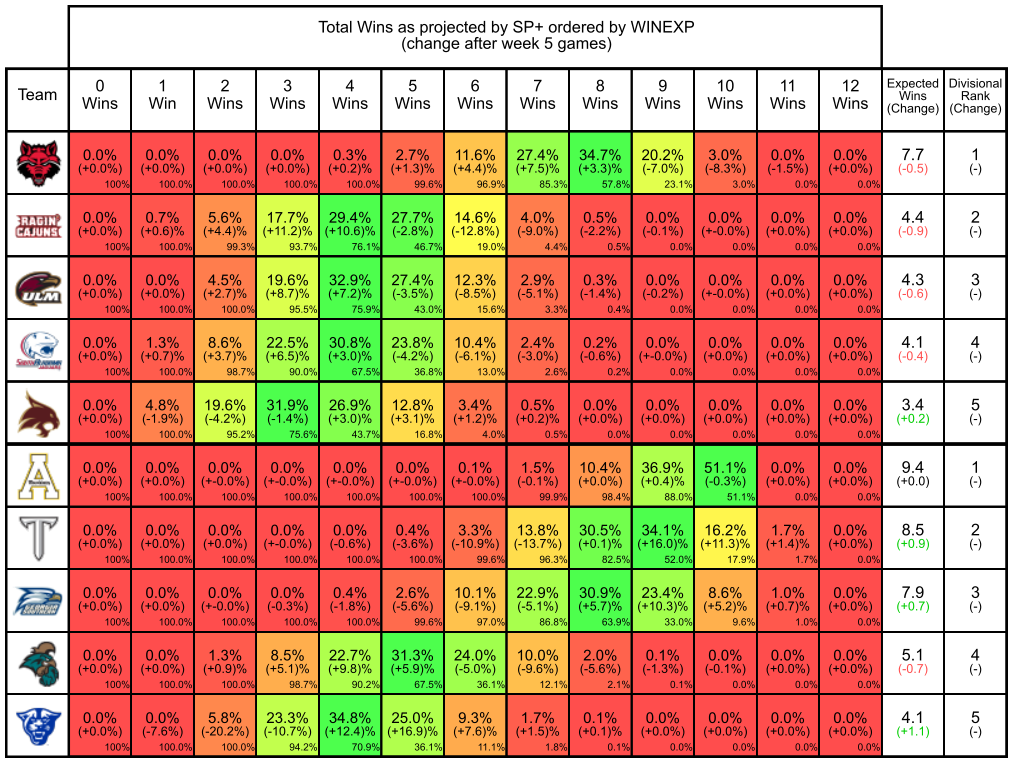 Total Wins as projected by SP+ ordered by WINEXP
(change after week 5 games)
Team 0 Wins 1 Win 2 Wins 3 Wins 4 Wins 5 Wins 6 Wins 7 Wins 8 Wins 9 Wins 10 Wins 11 Wins 12 Wins Expected Wins (Change) Divisional Rank (Change)
0.0% 0.0% 0.0% 0.0% 0.3% 2.7% 11.6% 27.4% 34.7% 20.2% 3.0% 0.0% 0.0% 7.7 1
(+0.0%) (+0.0%) (+0.0%) (+0.0%) (+0.2)% (+1.3)% (+4.4)% (+7.5)% (+3.3)% (-7.0)% (-8.3)% (-1.5)% (+0.0)% (-0.5) (-)
100% 100.0% 100.0% 100.0% 100.0% 99.6% 96.9% 85.3% 57.8% 23.1% 3.0% 0.0% 0.0%
RAGIN CAJUNS
0.0% 0.7% 5.6% 17.7% 29.4% 27.7% 14.6% 4.0% 0.5% 0.0% 0.0% 0.0% 0.0% 4.4 2
(+0.0%) (+0.6%) (+4.4)% (+11.2)% (+10.6)% (-2.8)% (-12.8)% (-9.0)% (-2.2)% (-0.1)% (+-0.0)% (+0.0)% (+0.0)% (-0.9) (-)
100% 100.0% 99.3% 93.7% 76.1% 46.7% 19.0% 4.4% 0.5% 0.0% 0.0% 0.0% 0.0%
ULM
0.0% 0.0% 4.5% 19.6% 32.9% 27.4% 12.3% 2.9% 0.3% 0.0% 0.0% 0.0% 0.0% 4.3 3
(+0.0%) (+0.0%) (+2.7)% (+8.7)% (+7.2)% (-3.5)% (-8.5)% (-5.1)% (-1.4)% (-0.2)% (+-0.0)% (+0.0)% (+0.0)% (-0.6) (-)
100% 100.0% 100.0% 95.5% 75.9% 43.0% 15.6% 3.3% 0.4% 0.0% 0.0% 0.0% 0.0%
0.0% 1.3% 8.6% 22.5% 30.8% 23.8% 10.4% 2.4% 0.2% 0.0% 0.0% 0.0% 0.0% 4.1 4
(+0.0%) (+0.7)% (+3.7)% (+6.5)% (+3.0)% (-4.2)% (-6.1)% (-3.0)% (-0.6)% (+-0.0)% (+0.0)% (+0.0)% (+0.0)% (-0.4) (-)
100% 100.0% 98.7% 90.0% 67.5% 36.8% 13.0% 2.6% 0.2% 0.0% 0.0% 0.0% 0.0%
0.0% 4.8% 19.6% 31.9% 26.9% 12.8% 3.4% 0.5% 0.0% 0.0% 0.0% 0.0% 0.0% 3.4 5
(+0.0%) (-1.9)% (-4.2)% (-1.4)% (+3.0)% (+3.1)% (+1.2)% (+0.2)% (+0.0)% (+0.0)% (+0.0)% (+0.0)% (+0.0)% (+0.2) (-)
100% 100.0% 95.2% 75.6% 43.7% 16.8% 4.0% 0.5% 0.0% 0.0% 0.0% 0.0% 0.0%
0.0% 0.0% 0.0% 0.0% 0.0% 0.0% 0.1% 1.5% 10.4% 36.9% 51.1% 0.0% 0.0% 9.4 1
(+0.0%) (+-0.0%) (+-0.0%) (+-0.0%) (+-0.0%) (+-0.0%) (+-0.0%) (-0.1)% (+0.0)% (+0.4)% (-0.3)% (+0.0)% (+0.0)% (+0.0) (-)
100% 100.0% 100.0% 100.0% 100.0% 100.0% 100.0% 99.9% 98.4% 88.0% 51.1% 0.0% 0.0%
0.0% 0.0% 0.0% 0.0% 0.0% 0.4% 3.3% 13.8% 30.5% 34.1% 16.2% 1.7% 0.0% 8.5 2
(+0.0%) (+0.0%) (+0.0%) (+-0.0%) (-0.6)% (-3.6)% (-10.9)% (-13.7)% (+0.1)% (+16.0)% (+11.3)% (+1.4)% (+0.0)% (+0.9) (-)
100% 100.0% 100.0% 100.0% 100.0% 100.0% 99.6% 96.3% 82.5% 52.0% 17.9% 1.7% 0.0%
0.0% 0.0% 0.0% 0.0% 0.4% 2.6% 10.1% 22.9% 30.9% 23.4% 8.6% 1.0% 0.0% 7.9 3
(+0.0%) (+0.0%) (+-0.0%) (-0.3)% (-1.8)% (-5.6)% (-9.1)% (-5.1)% (+5.7)% (+10.3)% (+5.2)% (+0.7)% (+0.0)% (+0.7) (-)
100% 100.0% 100.0% 100.0% 100.0% 99.6% 97.0% 86.8% 63.9% 33.0% 9.6% 1.0% 0.0%
0.0% 0.0% 1.3% 8.5% 22.7% 31.3% 24.0% 10.0% 2.0% 0.1% 0.0% 0.0% 0.0% 5.1 4
(+0.0%) (+0.0%) (+0.9)% (+5.1)% (+9.8)% (+5.9)% (-5.0)% (-9.6)% (-5.6)% (-1.3)% (-0.1)% (+0.0)% (+0.0)% (-0.7) (-)
100% 100.0% 100.0% 98.7% 90.2% 67.5% 36.1% 12.1% 2.1% 0.1% 0.0% 0.0% 0.0%
0.0% 0.0% 5.8% 23.3% 34.8% 25.0% 9.3% 1.7% 0.1% 0.0% 0.0% 0.0% 0.0% 4.1 5
(+0.0%) (-7.6)% (-20.2)% (-10.7)% (+12.4)% (+16.9)% (+7.6)% (+1.5)% (+0.1)% (+0.0)% (+0.0)% (+0.0)% (+0.0)% (+1.1) (-)
100% 100.0% 100.0% 94.2% 70.9% 36.1% 11.1% 1.8% 0.1% 0.0% 0.0% 0.0% 0.0%